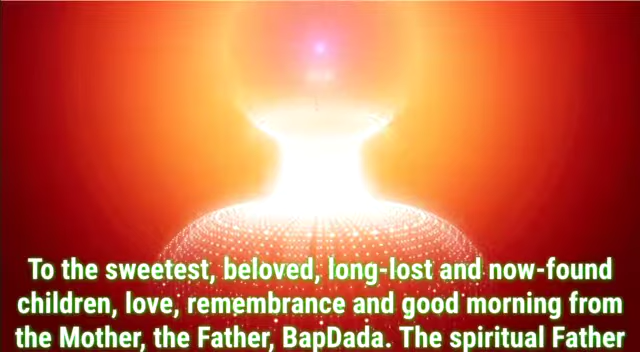 To the sweetest, beloved, long-lost and now-found
children, love, remembrance and good morning from
the Mother, the Father, BapDada. The spiritual Father